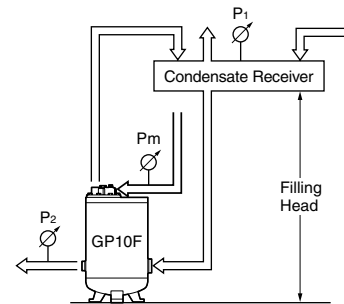 P1
Condensate Receiver
Pm
Filling
Head
P2
GP10F